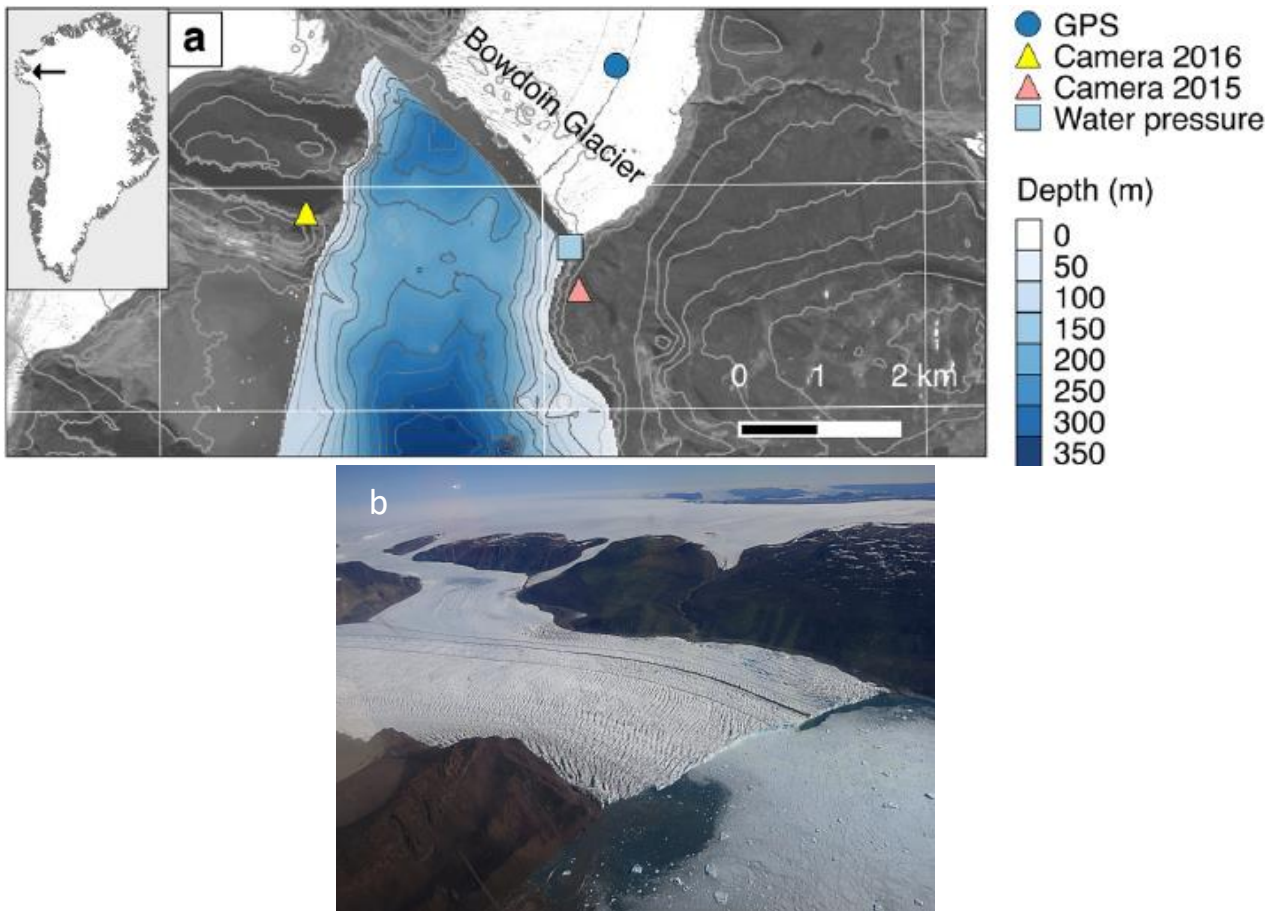 a
Bowdoin Glacier
0 1 2 km
GPS
Camera 2016
Camera 2015
Water pressure
Depth (m)
0
50
100
150
200
250
300
350
b